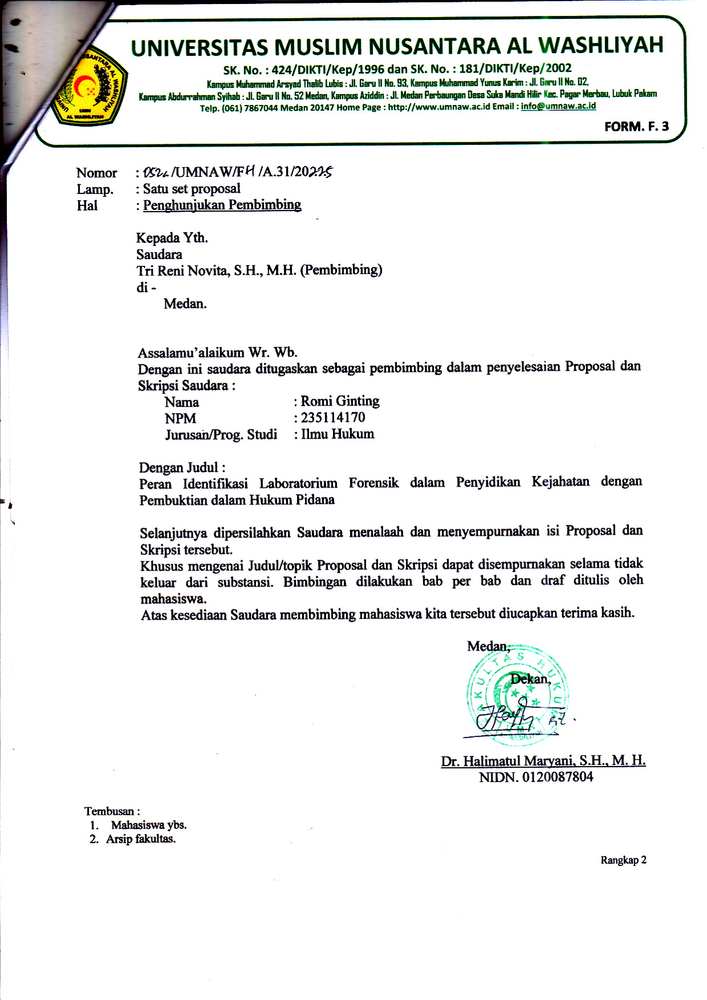 UNIVERSITAS MUSLIM NUSANTARA AL WASHLIYAH
SK. No. : 424/DIKTI/Kep/1996 dan SK. No. : 181/DIKTI/Kep/2002
Kampus Muhammad Arsyad Thalib Lubis : Jl. Garu II No. 93, Kampus Muhammad Yunus Karim : Jl. Garu II No. 02,
Kampus Abdurrahman Syihab : Jl. Garu II No. 52 Medan, Kampus Aziddin : Jl. Medan Perbaungan Desa Suka Mandi Hilir Kec. Pagar Merbau, Lubuk Pakam
Telp. (061) 7867044 Medan 20147 Home Page : http://www.umnaw.ac.id Email : info@umnaw.ac.id
UMN
AL WASHLIYAH
FORM. F. 3
Nomor : /UMNAW/FH /A.31/20
Lamp. : Satu set proposal
Hal : Penghunjukan Pembimbing
Kepada Yth.
Saudara
Tri Reni Novita, S.H., M.H. (Pembimbing)
di -
Medan.
Assalamu’alaikum Wr. Wb.
Dengan ini saudara ditugaskan sebagai pembimbing dalam penyelesaian Proposal dan
Skripsi Saudara :
Nama : Romi Ginting
NPM : 235114170
Jurusan/Prog. Studi : Ilmu Hukum
Dengan Judul :
Peran Identifikasi Laboratorium Forensik dalam Penyidikan Kejahatan dengan
Pembuktian dalam Hukum Pidana
Selanjutnya dipersilahkan Saudara menalaah dan menyempurnakan isi Proposal dan
Skripsi tersebut.
Khusus mengenai Judul/topik Proposal dan Skripsi dapat disempurnakan selama tidak
keluar dari substansi. Bimbingan dilakukan bab per bab dan draf ditulis oleh
mahasiswa.
Atas kesediaan Saudara membimbing mahasiswa kita tersebut diucapkan terima kasih.
Medan,
Dekan,
Dr. Halimatul Maryani, S.H., M. H.
NIDN. 0120087804
Tembusan :
1. Mahasiswa ybs.
2. Arsip fakultas.
Rangkap 2